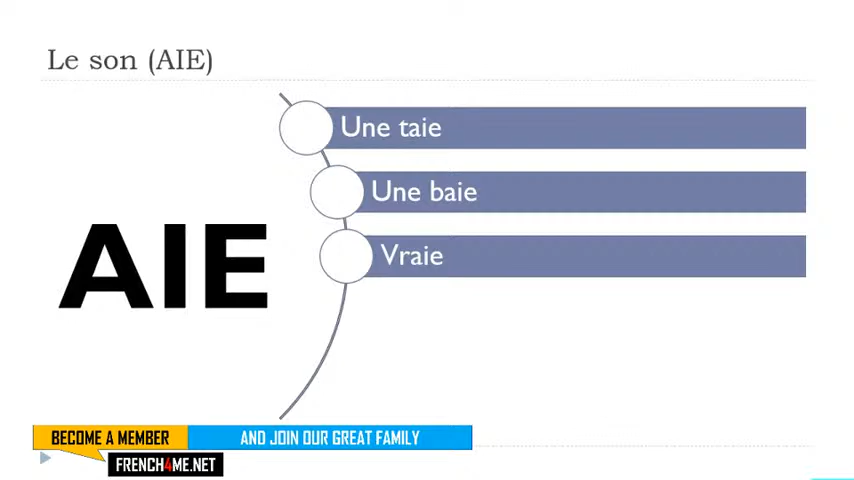 Le son (AIE)
Une taie
Une baie
Vraie
AIE
BECOME A MEMBER
AND JOIN OUR GREAT FAMILY
FRENCH4ME.NET